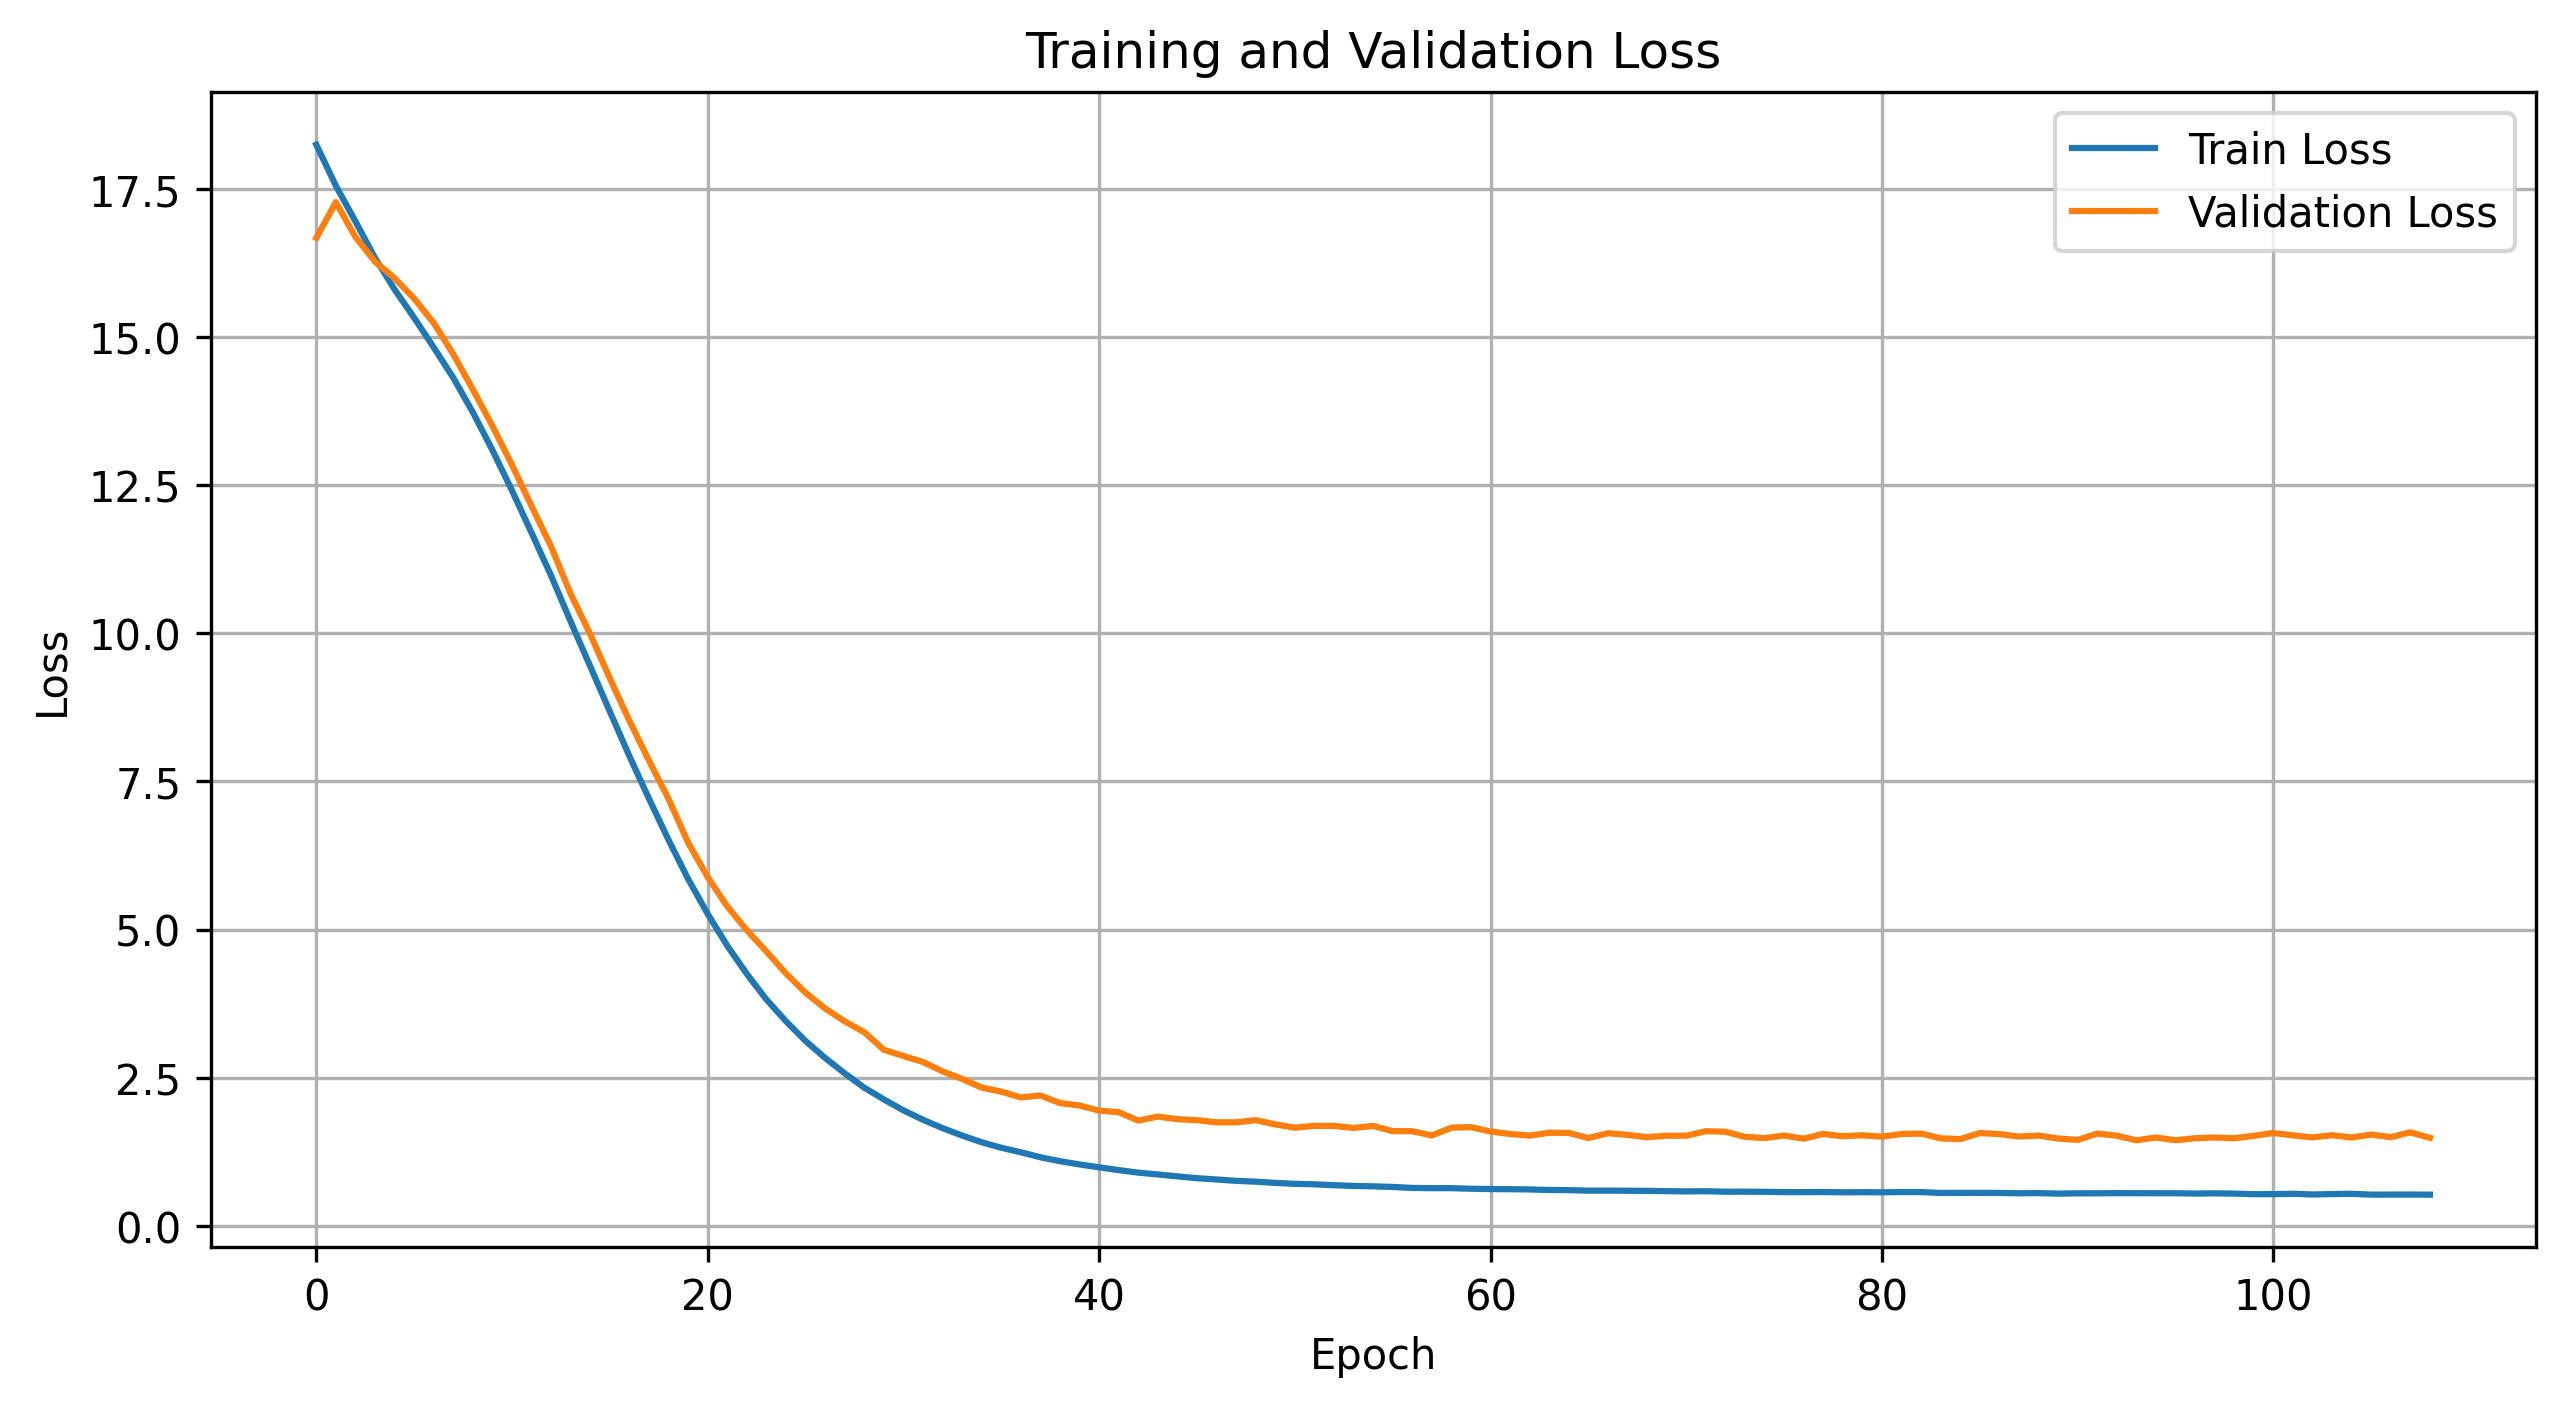 Training and Validation Loss
Train Loss
Validation Loss
17.5
15.0
12.5
10.0
7.5
5.0
2.5
0.0
Loss
0 20 40 60 80 100
Epoch